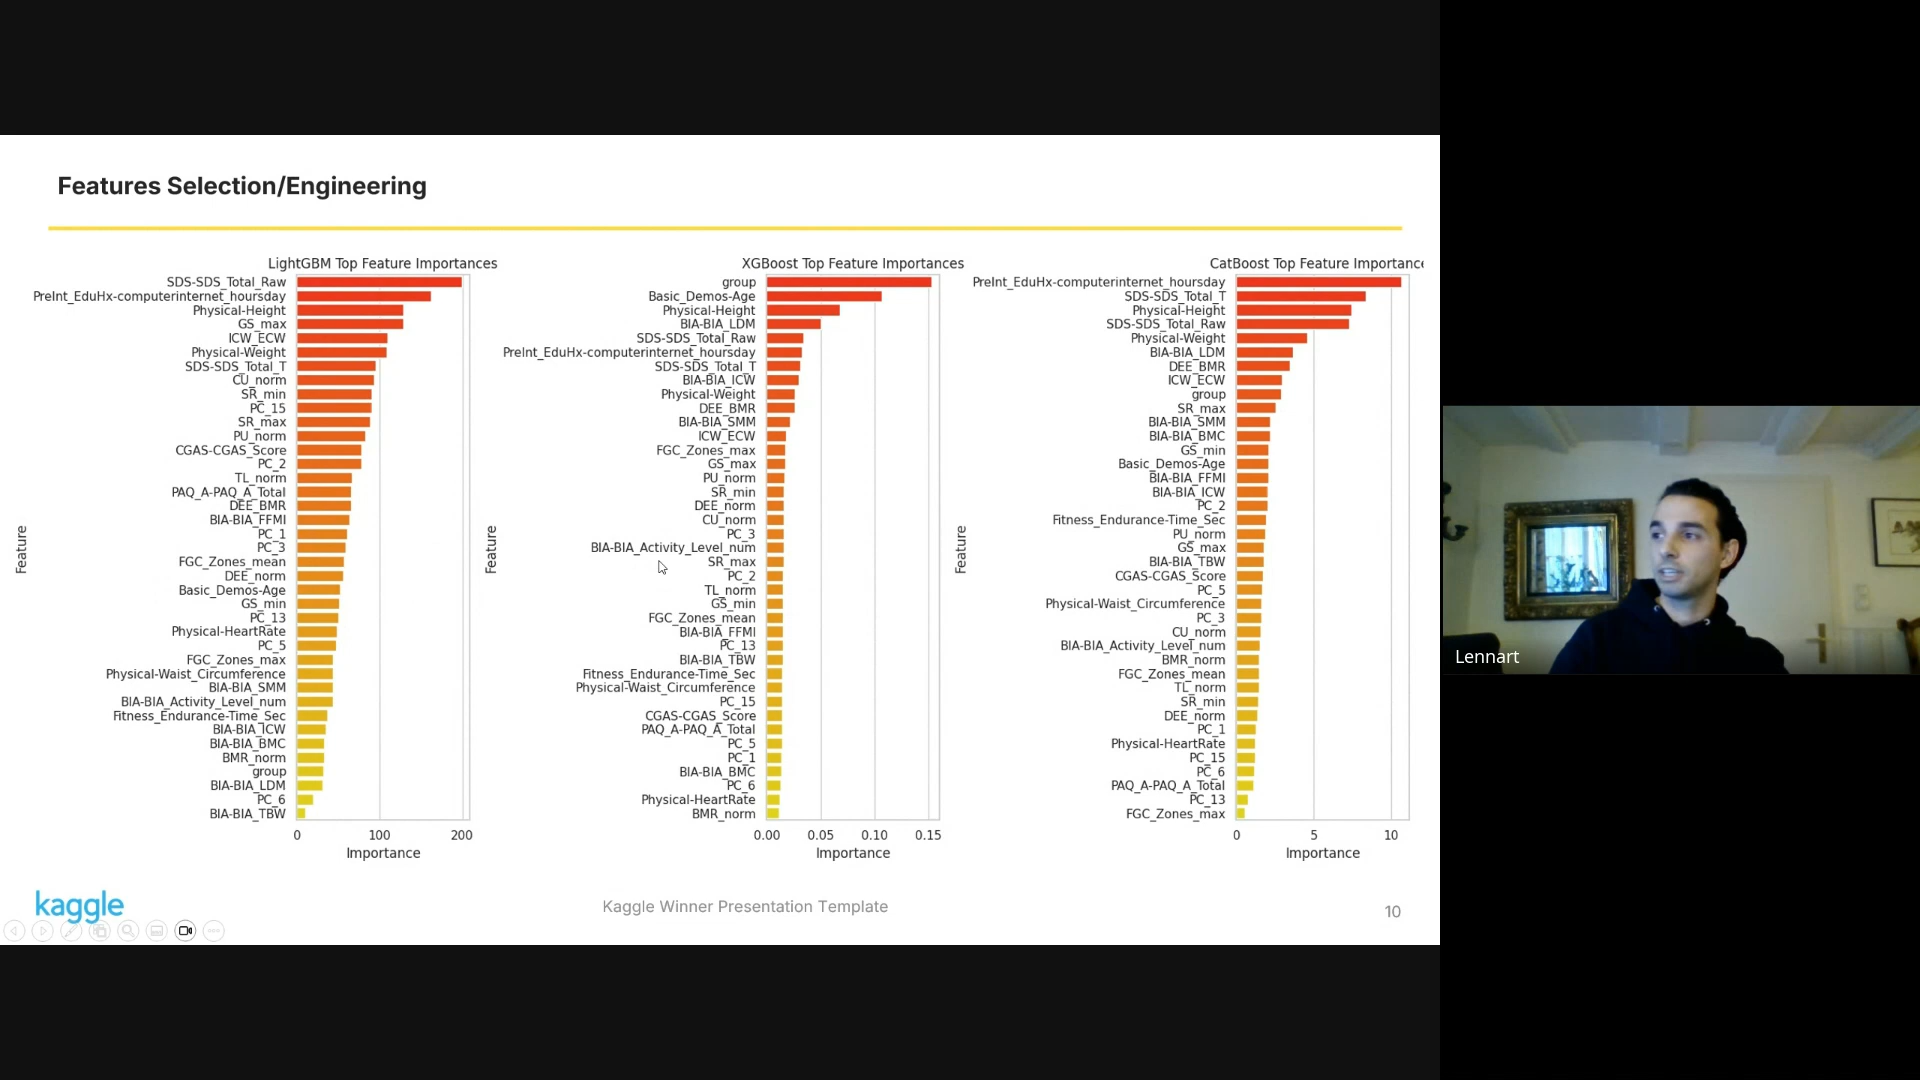 Features Selection/Engineering
LightGBM Top Feature Importances
SDS-SDS_Total_Raw
PreInt_EduHx-computerinternet_hoursday
Physical-Height
GS_max
ICW_ECW
Physical-Weight
SDS-SDS_Total_T
CU_norm
SR_min
PC_15
SR_max
PU_norm
CGAS-CGAS_Score
PC_2
TL_norm
PAQ_A-PAQ_A_Total
DEE_BMR
BIA-BIA_FFMI
PC_1
PC_3
FGC_Zones_mean
DEE_norm
Basic_Demos-Age
GS_min
PC_13
Physical-HeartRate
PC_5
FGC_Zones_max
Physical-Waist_Circumference
BIA-BIA_SMM
BIA-BIA_Activity_Level_num
Fitness_Endurance-Time_Sec
BIA-BIA_ICW
BIA-BIA_BMC
BMR_norm
group
BIA-BIA_LDM
PC_6
BIA-BIA_TBW
Feature
0 100 200
Importance
XGBoost Top Feature Importances
group
Basic_Demos-Age
Physical-Height
BIA-BIA_LDM
SDS-SDS_Total_Raw
PreInt_EduHx-computerinternet_hoursday
SDS-SDS_Total_T
BIA-BIA_ICW
Physical-Weight
DEE_BMR
BIA-BIA_SMM
ICW_ECW
FGC_Zones_max
GS_max
PU_norm
SR_min
DEE_norm
CU_norm
PC_3
BIA-BIA_Activity_Level_num
SR_max
PC_2
TL_norm
GS_min
FGC_Zones_mean
BIA-BIA_FFMI
PC_13
BIA-BIA_TBW
Fitness_Endurance-Time_Sec
Physical-Waist_Circumference
PC_15
CGAS-CGAS_Score
PAQ_A-PAQ_A_Total
PC_5
PC_1
BIA-BIA_BMC
PC_6
Physical-HeartRate
BMR_norm
Feature
0.00 0.05 0.10 0.15
Importance
CatBoost Top Feature Importance
PreInt_EduHx-computerinternet_hoursday
SDS-SDS_Total_T
Physical-Height
SDS-SDS_Total_Raw
Physical-Weight
BIA-BIA_LDM
DEE_BMR
ICW_ECW
group
SR_max
BIA-BIA_SMM
BIA-BIA_BMC
GS_min
Basic_Demos-Age
BIA-BIA_FFMI
BIA-BIA_ICW
PC_2
Fitness_Endurance-Time_Sec
PU_norm
GS_max
BIA-BIA_TBW
CGAS-CGAS_Score
PC_5
Physical-Waist_Circumference
PC_3
CU_norm
BIA-BIA_Activity_Level_num
BMR_norm
FGC_Zones_mean
TL_norm
SR_min
DEE_norm
PC_1
Physical-HeartRate
PC_15
PC_6
PAQ_A-PAQ_A_Total
PC_13
FGC_Zones_max
Feature
0 5 10
Importance
kaggle
Kaggle Winner Presentation Template
10
Lennart